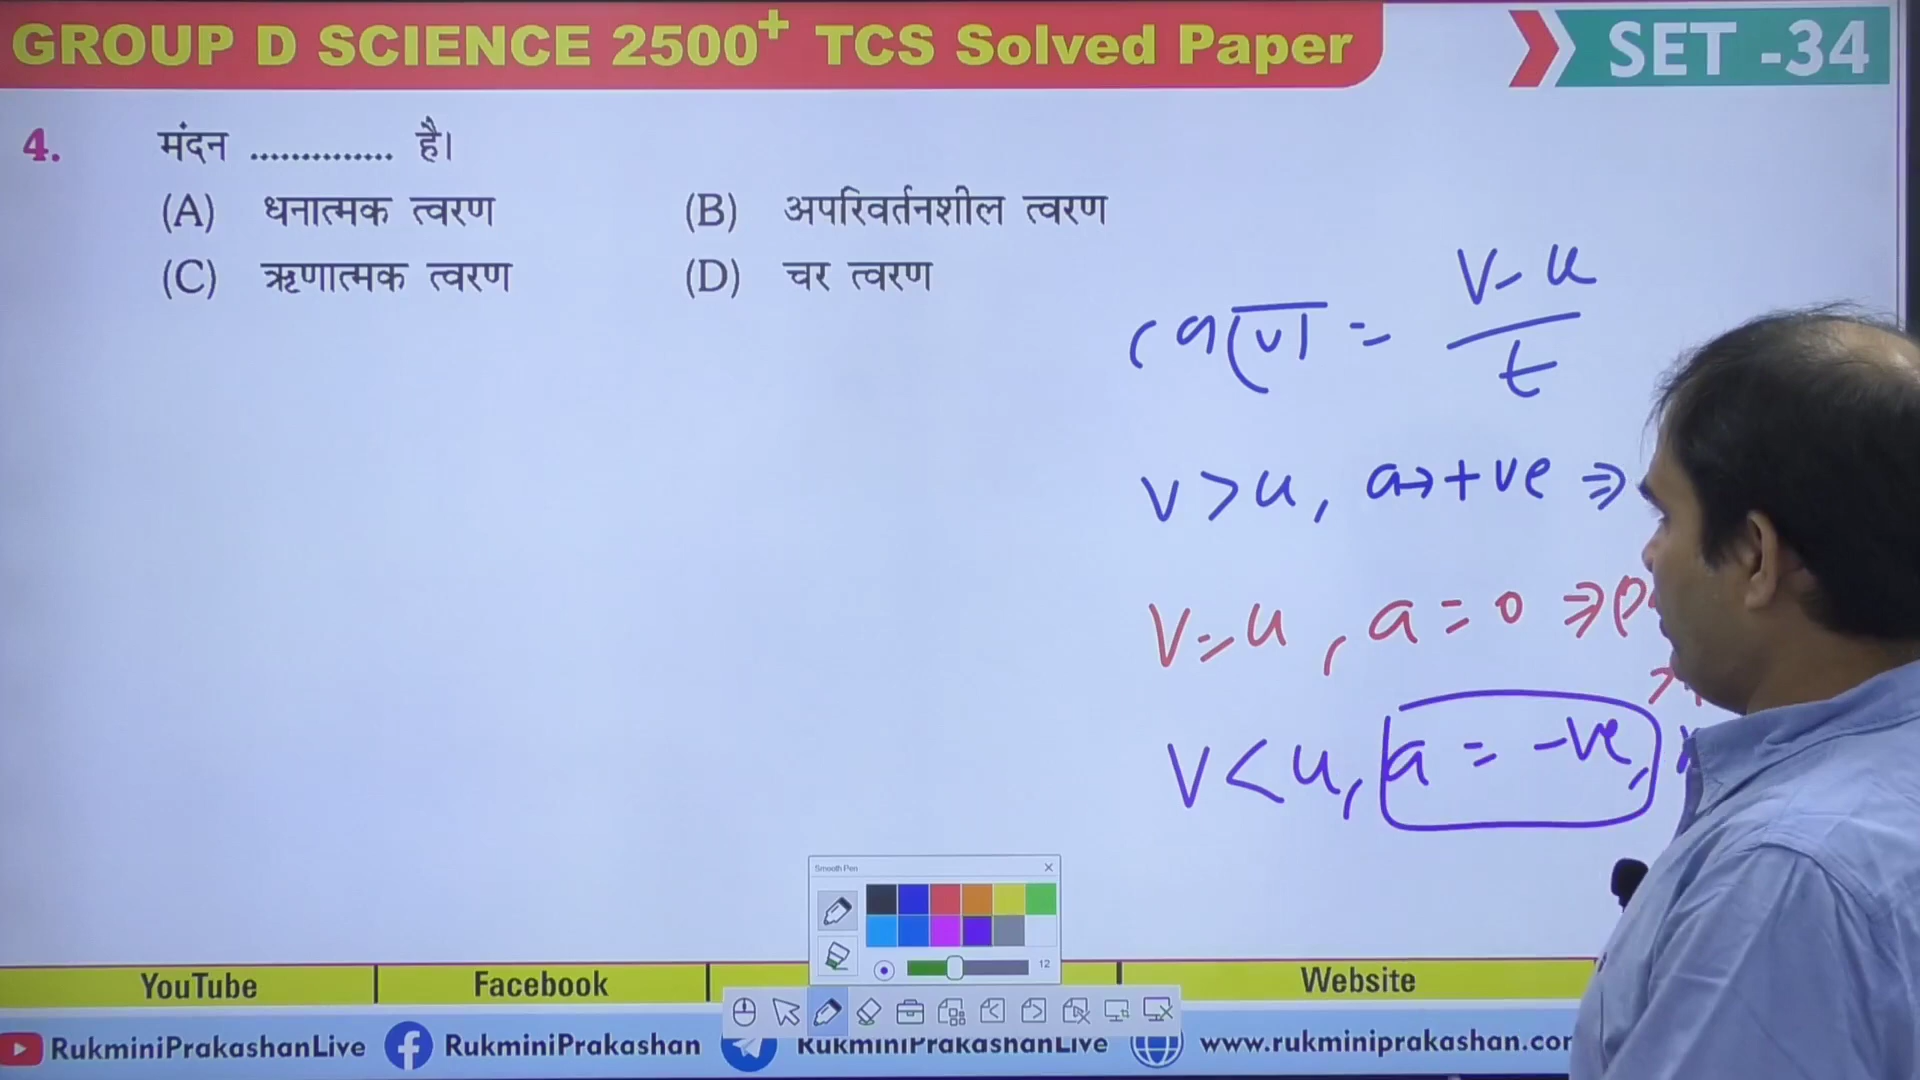 GROUP D SCIENCE 2500+ TCS Solved Paper
SET -34
4. मंदन .............. है।
(A) धनात्मक त्वरण (B) अपरिवर्तनशील त्वरण
(C) ऋणात्मक त्वरण (D) चर त्वरण
= v-u
t
v>u, a→+ve ⇒
v=u, a=0 ⇒
v<u, a=-ve,
Smooth Pen
12
YouTube Facebook Website
RukminiPrakashanLive RukminiPrakashan RukminiPrakashanLive www.rukminiprakashan.com